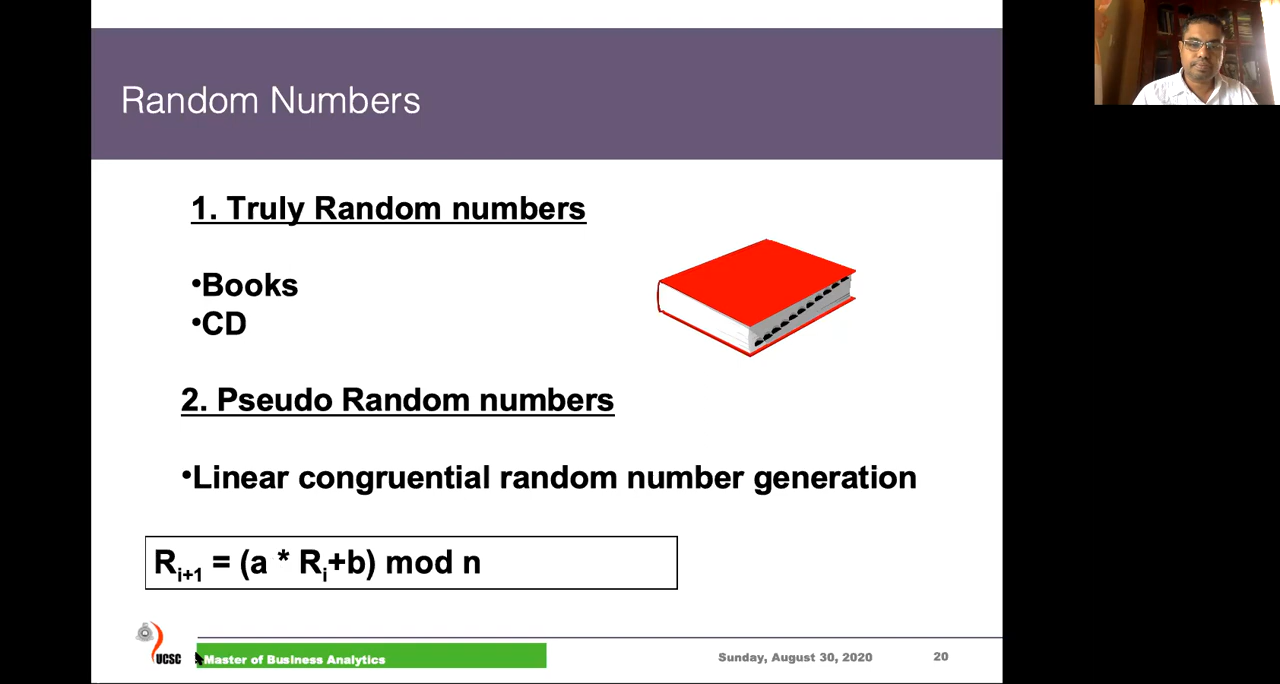 Random Numbers
1. Truly Random numbers
•Books
•CD
2. Pseudo Random numbers
•Linear congruential random number generation
Ri+1 = (a * Ri+b) mod n
UCSC
Master of Business Analytics
Sunday, August 30, 2020
20